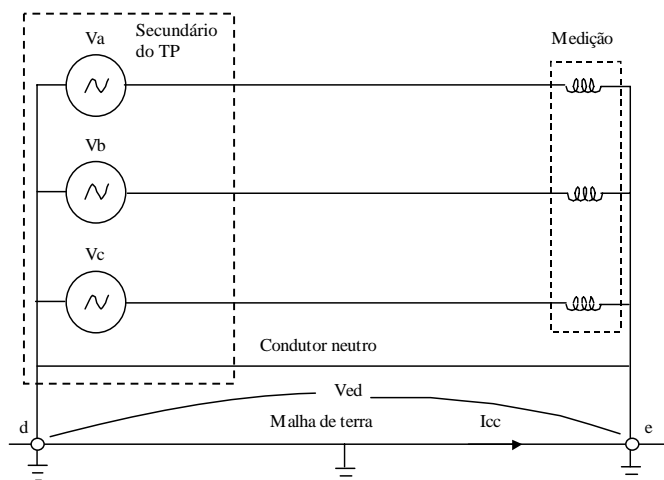 Va
Secundário
do TP
Medição
Vb
Vc
Condutor neutro
Ved
d
Malha de terra
Icc
e